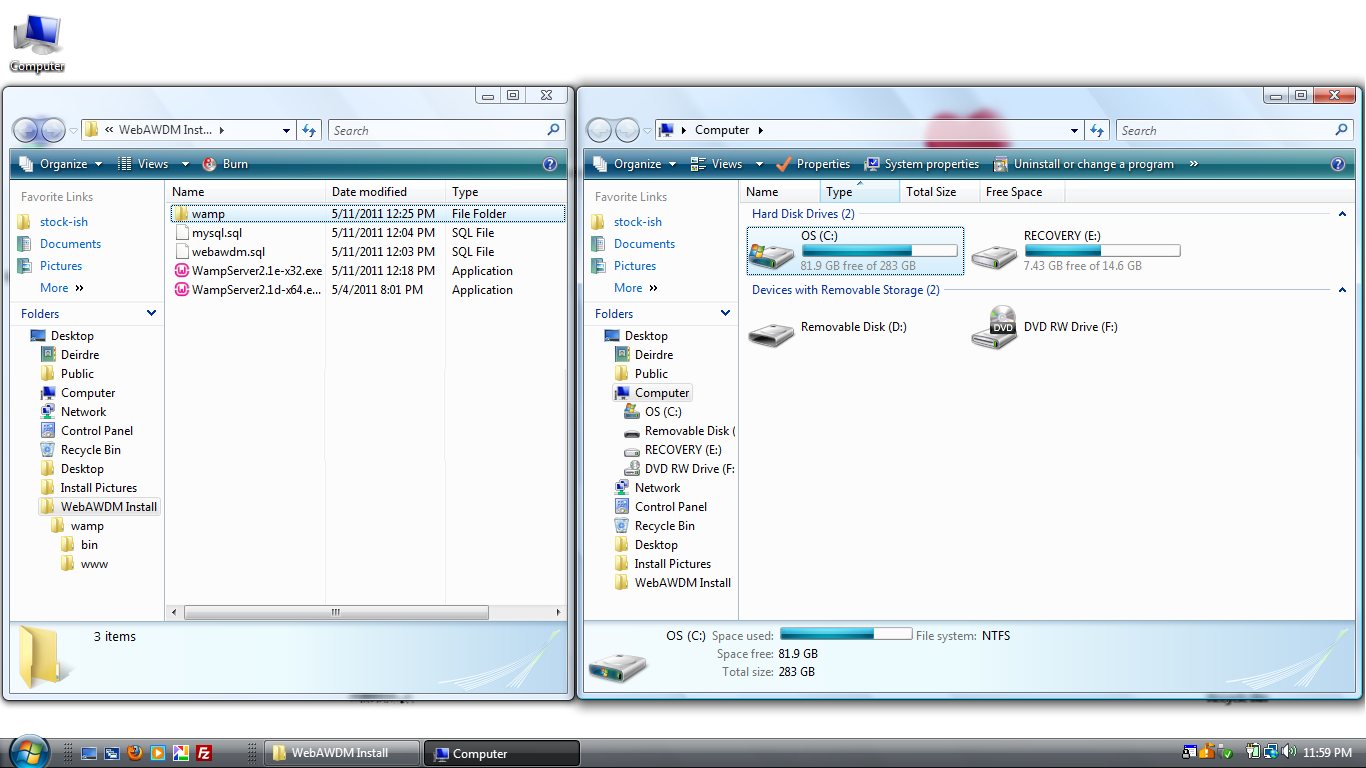 Computer
WebAWDM Inst...
Search
Organize
Views
Burn
Favorite Links
stock-ish
Documents
Pictures
More
Folders
Desktop
Deirdre
Public
Computer
Network
Control Panel
Recycle Bin
Desktop
Install Pictures
WebAWDM Install
wamp
bin
www
Name Date modified Type
wamp 5/11/2011 12:25 PM File Folder
mysql.sql 5/11/2011 12:04 PM SQL File
webawdm.sql 5/11/2011 12:03 PM SQL File
WampServer2.1e-x32.exe 5/11/2011 12:18 PM Application
WampServer2.1d-x64.e... 5/4/2011 8:01 PM Application
3 items
Computer
Search
Organize
Views
Properties
System properties
Uninstall or change a program
Favorite Links
stock-ish
Documents
Pictures
More
Folders
Desktop
Deirdre
Public
Computer
OS (C:)
Removable Disk (
RECOVERY (E:)
DVD RW Drive (F:
Network
Control Panel
Recycle Bin
Desktop
Install Pictures
WebAWDM Install
Name Type Total Size Free Space
Hard Disk Drives (2)
OS (C:)
81.9 GB free of 283 GB
RECOVERY (E:)
7.43 GB free of 14.6 GB
Devices with Removable Storage (2)
Removable Disk (D:)
DVD
DVD RW Drive (F:)
OS (C:) Space used: File system: NTFS
Space free: 81.9 GB
Total size: 283 GB
WebAWDM Install
Computer
11:59 PM